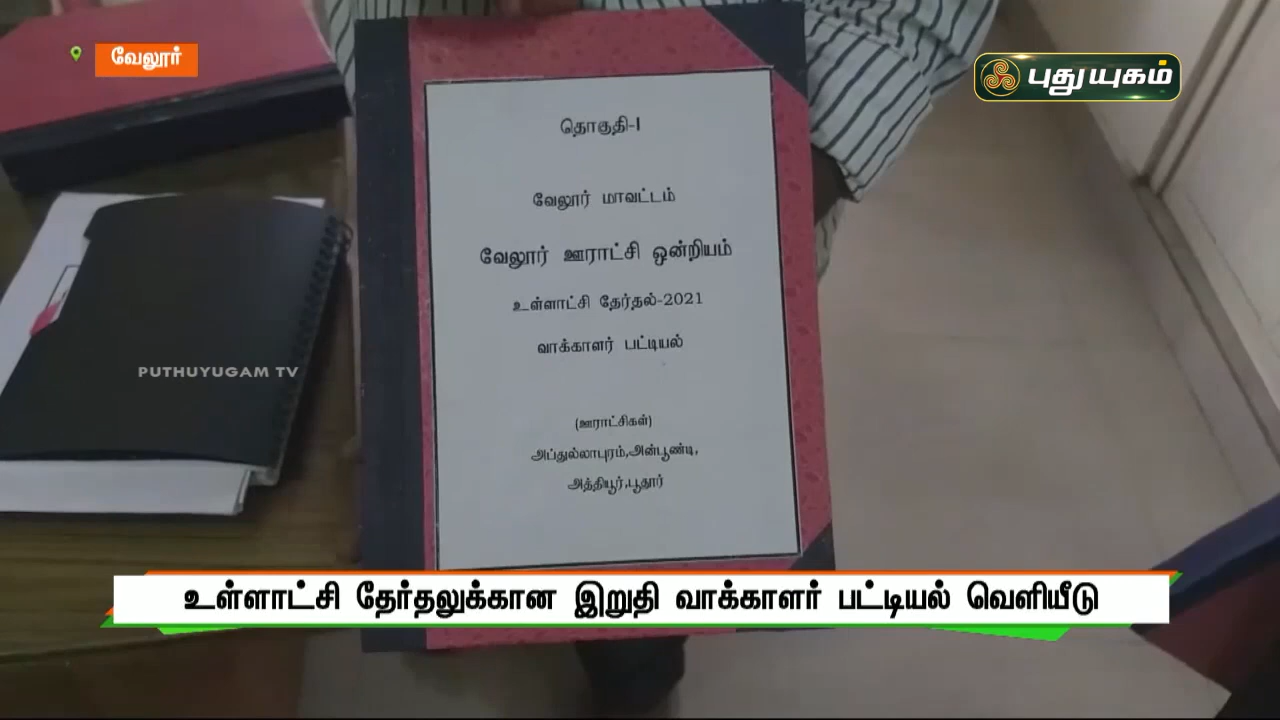 வேலூர்
புதுயுகம்
தொகுதி-I
வேலூர் மாவட்டம்
வேலூர் ஊராட்சி ஒன்றியம்
உள்ளாட்சி தேர்தல்-2021
வாக்காளர் பட்டியல்
(ஊராட்சிகள்)
அப்துல்லாபுரம்,அன்பூண்டி,
அத்தியூர்,பூதூர்
PUTHUYUGAM TV
உள்ளாட்சி தேர்தலுக்கான இறுதி வாக்காளர் பட்டியல் வெளியீடு